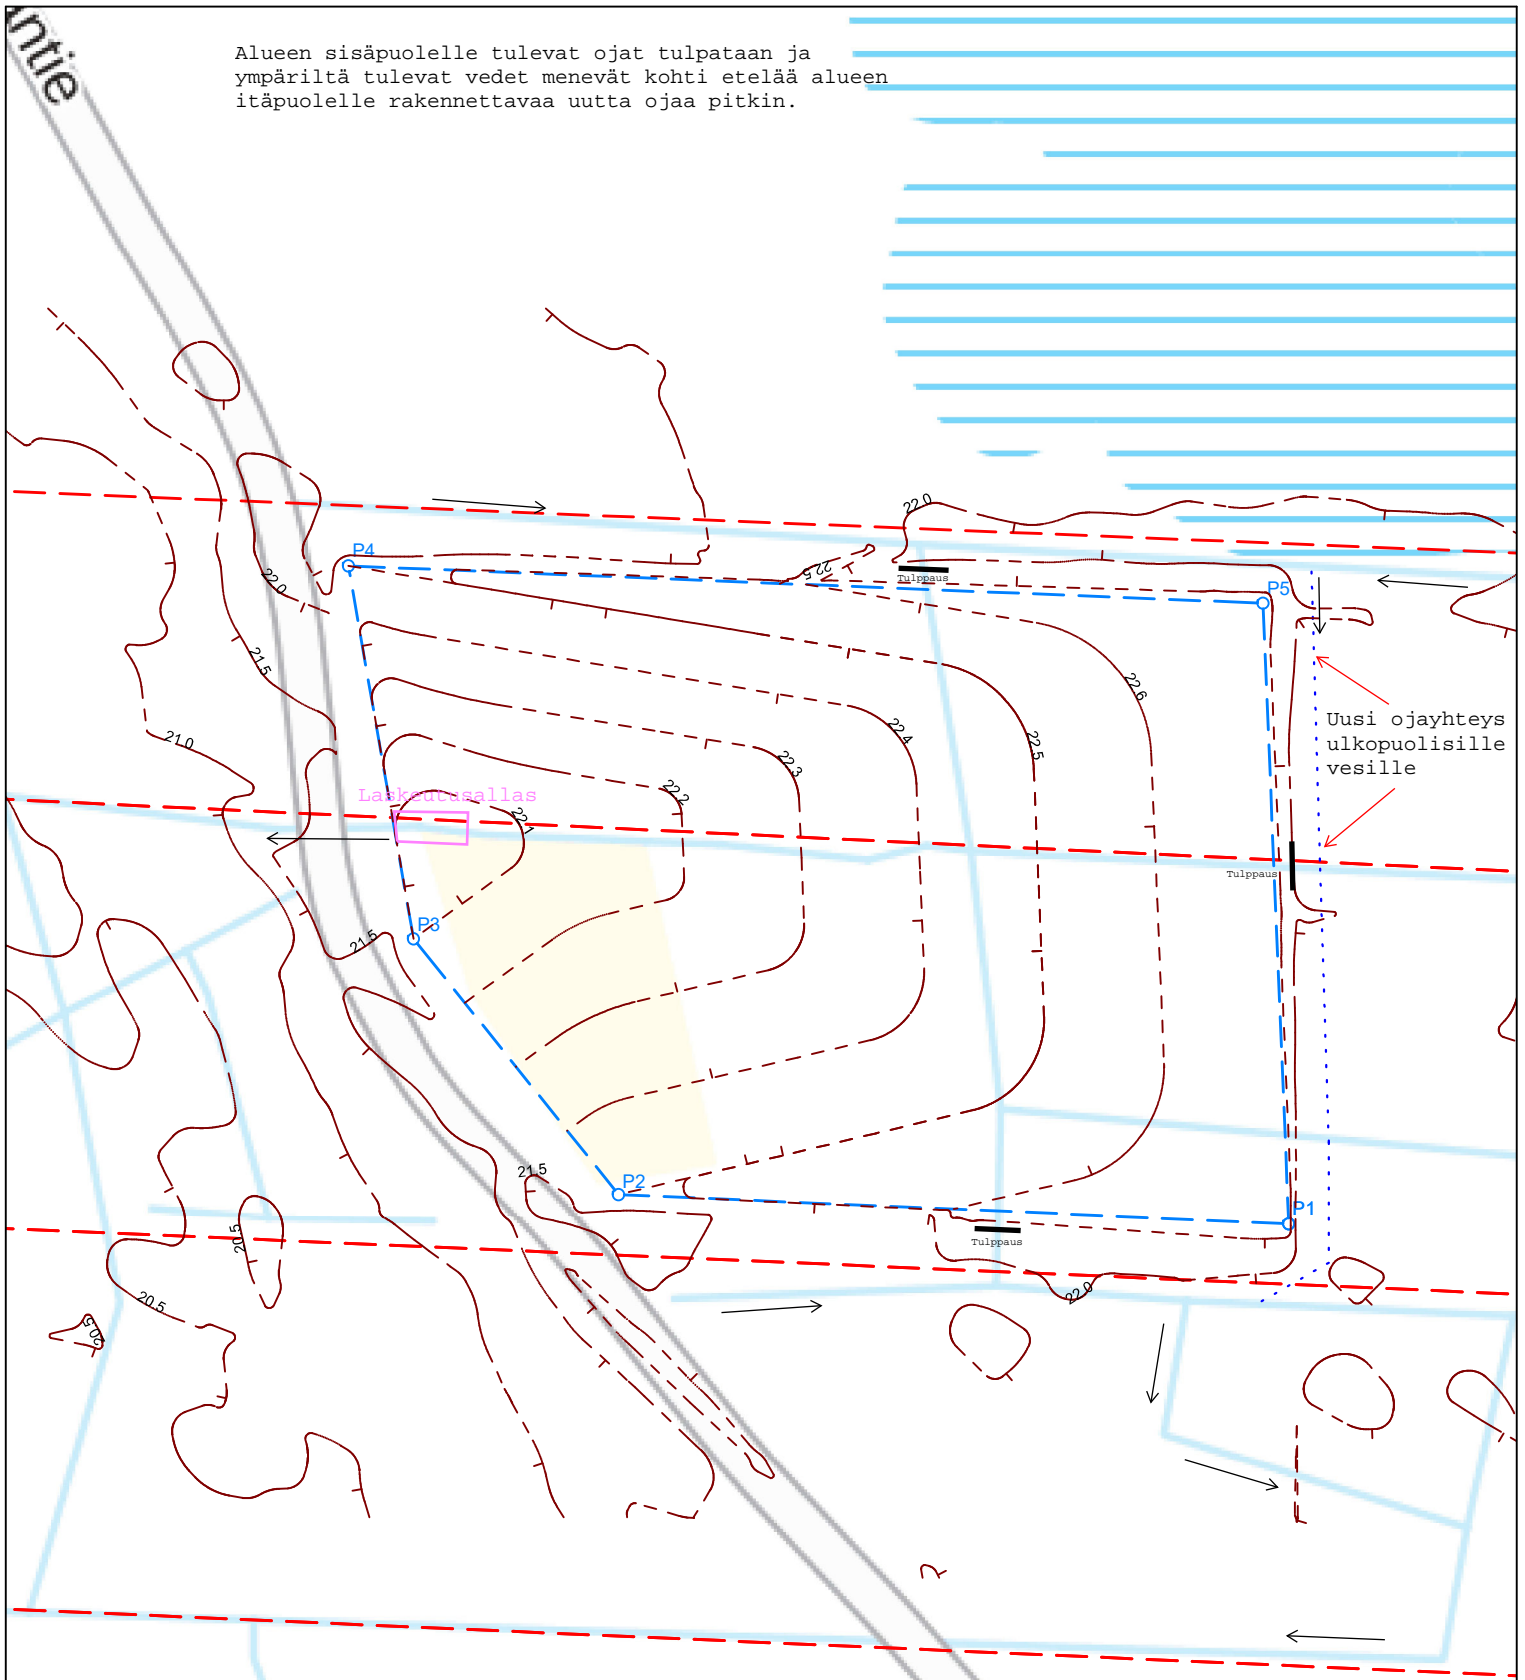 Alueen sisäpuolelle tulevat ojat tulpataan ja
ympäriltä tulevat vedet menevät kohti etelää alueen
itäpuolelle rakennettavaa uutta ojaa pitkin.
22.0
P4
22.5
Tulppaus
22.0
P5
21.5
22.6
Uusi ojayhteys
ulkopuolisille
vesille
21.0
22.4
22.5
22.3
Laskeutusallas
22.2
22.1
Tulppaus
P3
21.5
21.5
P2
P1
20.5
Tulppaus
20.5
22.0
20.5